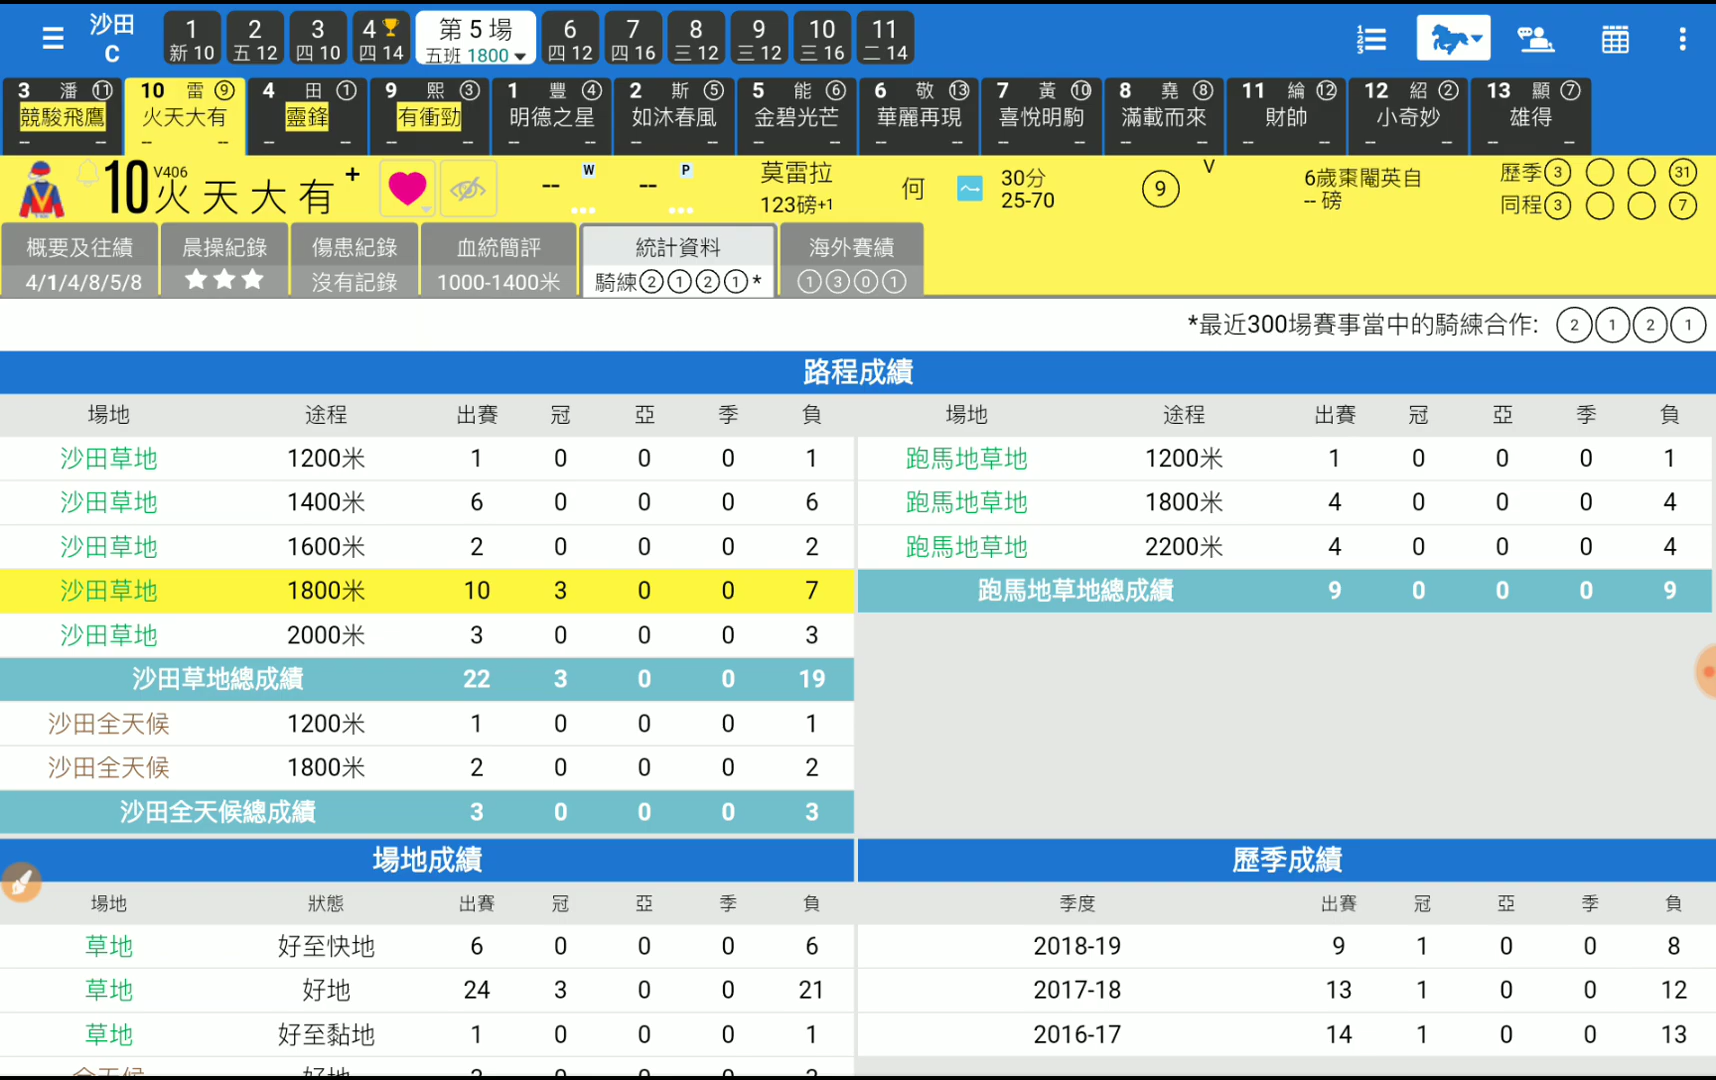 沙田 C 1 新 10 2 五 12 3 四 10 4 四 14 第 5 場 五班 1800 6 四 12 7 四 16 8 三 12 9 三 12 10 三 16 11 二 14
3 潘 ⑪ 10 雷 ⑨ 4 田 ① 9 熙 ③ 1 豐 ④ 2 斯 ⑤ 5 能 ⑥ 6 敬 ⑬ 7 黃 ⑩ 8 堯 ⑧ 11 綸 ⑫ 12 紹 ② 13 顯 ⑦
競駿飛鷹 火天大有 靈鋒 有衝勁 明德之星 如沐春風 金碧光芒 華麗再現 喜悅明駒 滿載而來 財帥 小奇妙 雄得
-- -- -- -- -- -- -- -- -- -- -- -- -- -- -- -- -- -- -- -- -- -- -- -- -- --
10 V406 火天大有 + -- W -- P 莫雷拉 何 30分 ⑨ V 6歲東閹英自 歷季 ③ ○ ○ ㉛
123磅+1 25-70 -- 磅 同程 ③ ○ ○ ⑦
概要及往績 晨操紀錄 傷患紀錄 血統簡評 統計資料 海外賽績
4/1/4/8/5/8 ★★★ 沒有記錄 1000-1400米 騎練②①②①* ①③⓪①
*最近300場賽事當中的騎練合作: ② ① ② ①
路程成績
場地 途程 出賽 冠 亞 季 負 場地 途程 出賽 冠 亞 季 負
沙田草地 1200米 1 0 0 0 1 跑馬地草地 1200米 1 0 0 0 1
沙田草地 1400米 6 0 0 0 6 跑馬地草地 1800米 4 0 0 0 4
沙田草地 1600米 2 0 0 0 2 跑馬地草地 2200米 4 0 0 0 4
沙田草地 1800米 10 3 0 0 7 跑馬地草地總成績 9 0 0 0 9
沙田草地 2000米 3 0 0 0 3
沙田草地總成績 22 3 0 0 19
沙田全天候 1200米 1 0 0 0 1
沙田全天候 1800米 2 0 0 0 2
沙田全天候總成績 3 0 0 0 3
場地成績 歷季成績
場地 狀態 出賽 冠 亞 季 負 季度 出賽 冠 亞 季 負
草地 好至快地 6 0 0 0 6 2018-19 9 1 0 0 8
草地 好地 24 3 0 0 21 2017-18 13 1 0 0 12
草地 好至黏地 1 0 0 0 1 2016-17 14 1 0 0 13